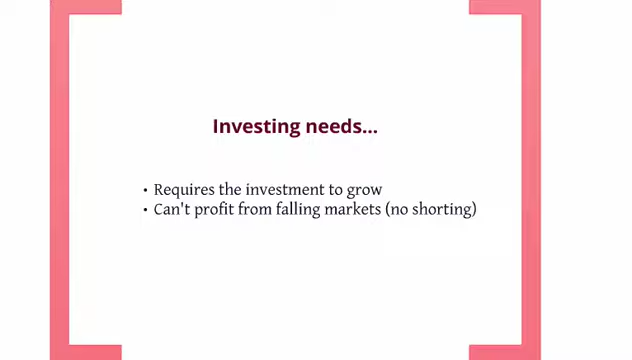 Investing needs...
• Requires the investment to grow
• Can't profit from falling markets (no shorting)